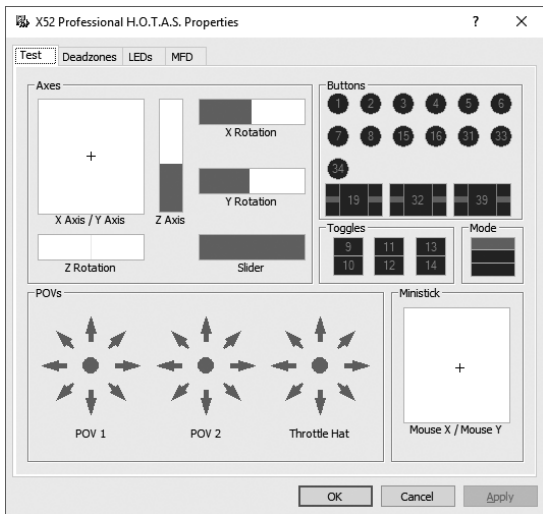 X52 Professional H.O.T.A.S. Properties
?
Test
Deadzones
LEDs
MFD
Axes
X Axis / Y Axis
Z Axis
X Rotation
Y Rotation
Z Rotation
Slider
Buttons
1 2 3 4 5 6
7 8 15 16 31 33
34
19 32 39
Toggles
9 11 13
10 12 14
Mode
POVs
POV 1
POV 2
Throttle Hat
Ministick
Mouse X / Mouse Y
OK
Cancel
Apply